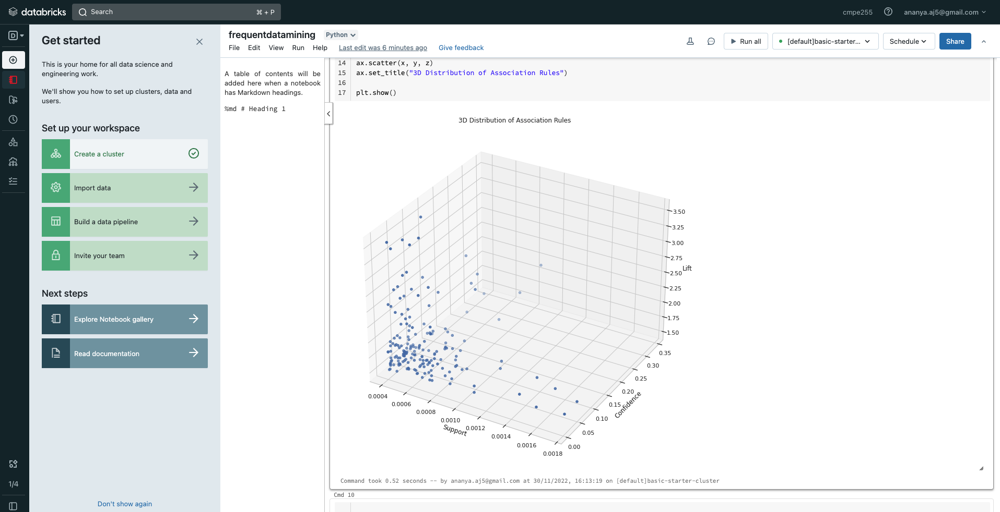 databricks
Search
⌘ + P
cmpe255
ananya.aj5@gmail.com
D
Get started
This is your home for all data science and
engineering work.
We'll show you how to set up clusters, data and
users.
Set up your workspace
Create a cluster
Import data
Build a data pipeline
Invite your team
Next steps
Explore Notebook gallery
Read documentation
1/4
Don't show again
frequentdatamining
Python
File Edit View Run Help Last edit was 6 minutes ago Give feedback
Run all
[default]basic-starter...
Schedule
Share
A table of contents will be
added here when a notebook
has Markdown headings.
%md # Heading 1
14 ax.scatter(x, y, z)
15 ax.set_title("3D Distribution of Association Rules")
16
17 plt.show()
3D Distribution of Association Rules
3.50
3.25
3.00
2.75
2.50
Lift
2.25
2.00
1.75
1.50
0.35
0.30
0.25
0.20
0.15
0.10
0.05
0.00
Confidence
0.0004
0.0006
0.0008
0.0010
0.0012
0.0014
0.0016
0.0018
Support
Command took 0.52 seconds -- by ananya.aj5@gmail.com at 30/11/2022, 16:13:19 on [default]basic-starter-cluster
Cmd 10